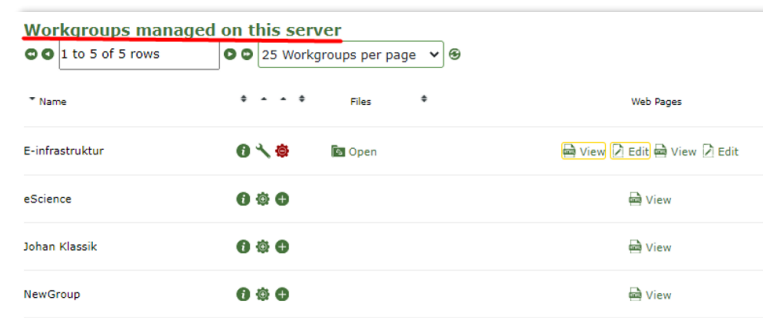 Workgroups managed on this server
1 to 5 of 5 rows 25 Workgroups per page
Name Files Web Pages
E-infrastruktur Open View Edit View Edit
eScience View
Johan Klassik View
NewGroup View